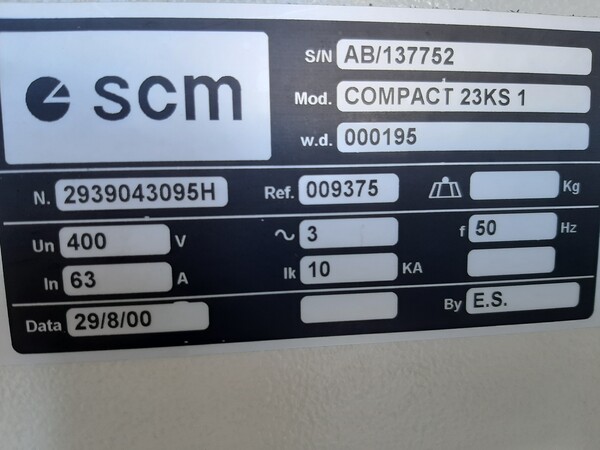 scm
S/N AB/137752
Mod. COMPACT 23KS 1
w.d. 000195
N. 2939043095H Ref. 009375 Kg
Un 400 V ~ 3 f 50 Hz
In 63 A Ik 10 KA
Data 29/8/00 By E.S.